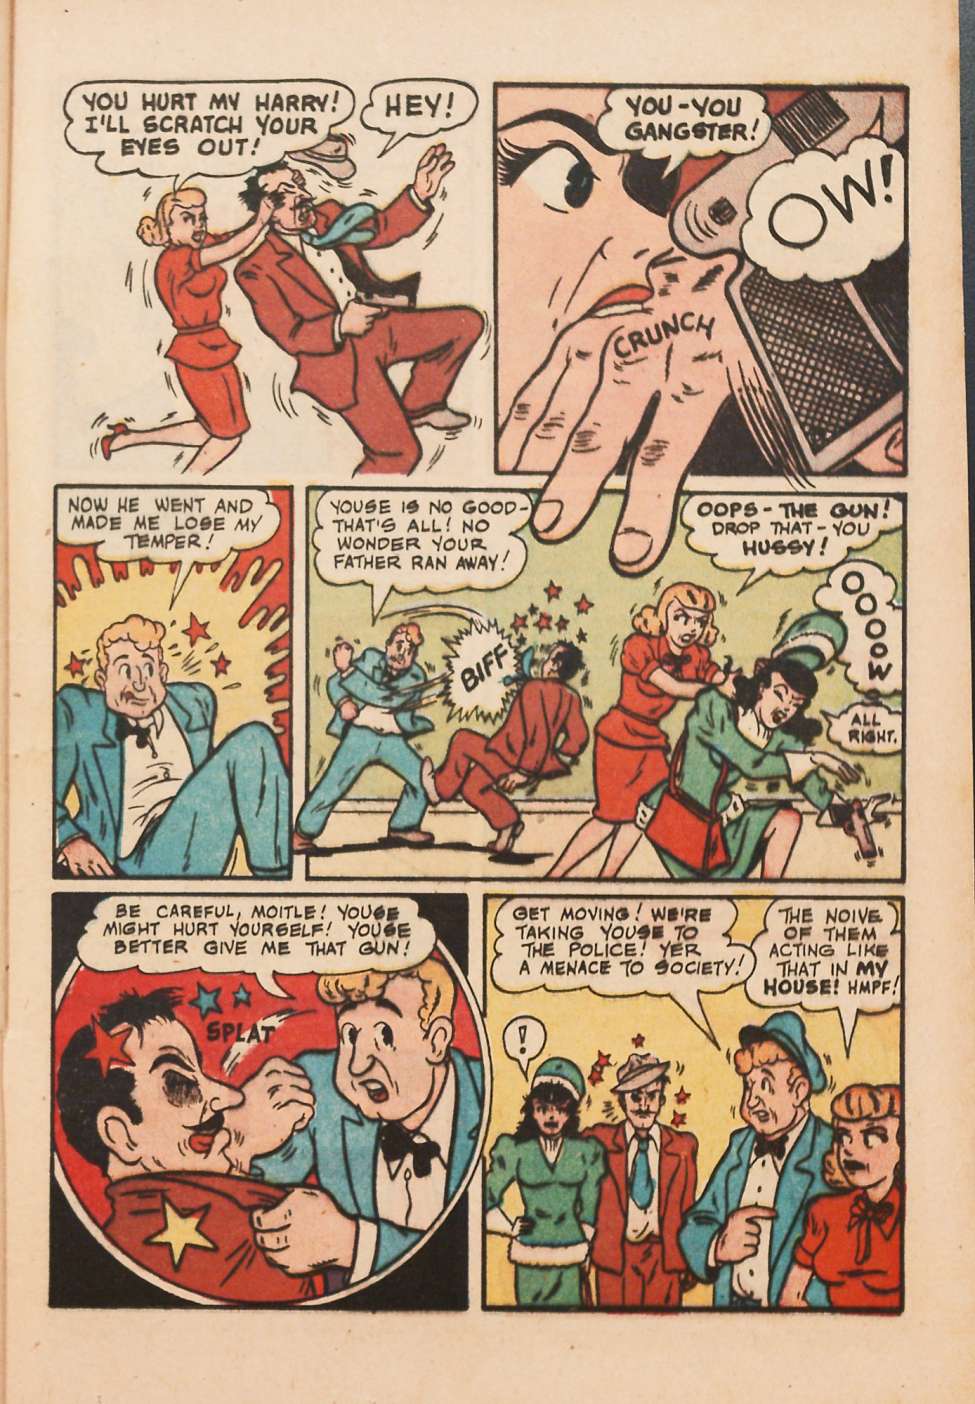 YOU HURT MY HARRY!
I'LL SCRATCH YOUR
EYES OUT!
HEY!
YOU-YOU
GANGSTER!
OW!
CRUNCH
NOW HE WENT AND
MADE ME LOSE MY
TEMPER!
YOUSE IS NO GOOD-
THAT'S ALL! NO
WONDER YOUR
FATHER RAN AWAY!
BIFF
OOPS-THE GUN!
DROP THAT-YOU
HUSSY!
OOOOOW
ALL
RIGHT.
BE CAREFUL, MOITLE! YOUSE
MIGHT HURT YOURSELF! YOUSE
BETTER GIVE ME THAT GUN!
SPLAT
GET MOVING! WE'RE
TAKING YOUSE TO
THE POLICE! YER
A MENACE TO SOCIETY!
THE NOIVE
OF THEM
ACTING LIKE
THAT IN MY
HOUSE! HMPF!
!